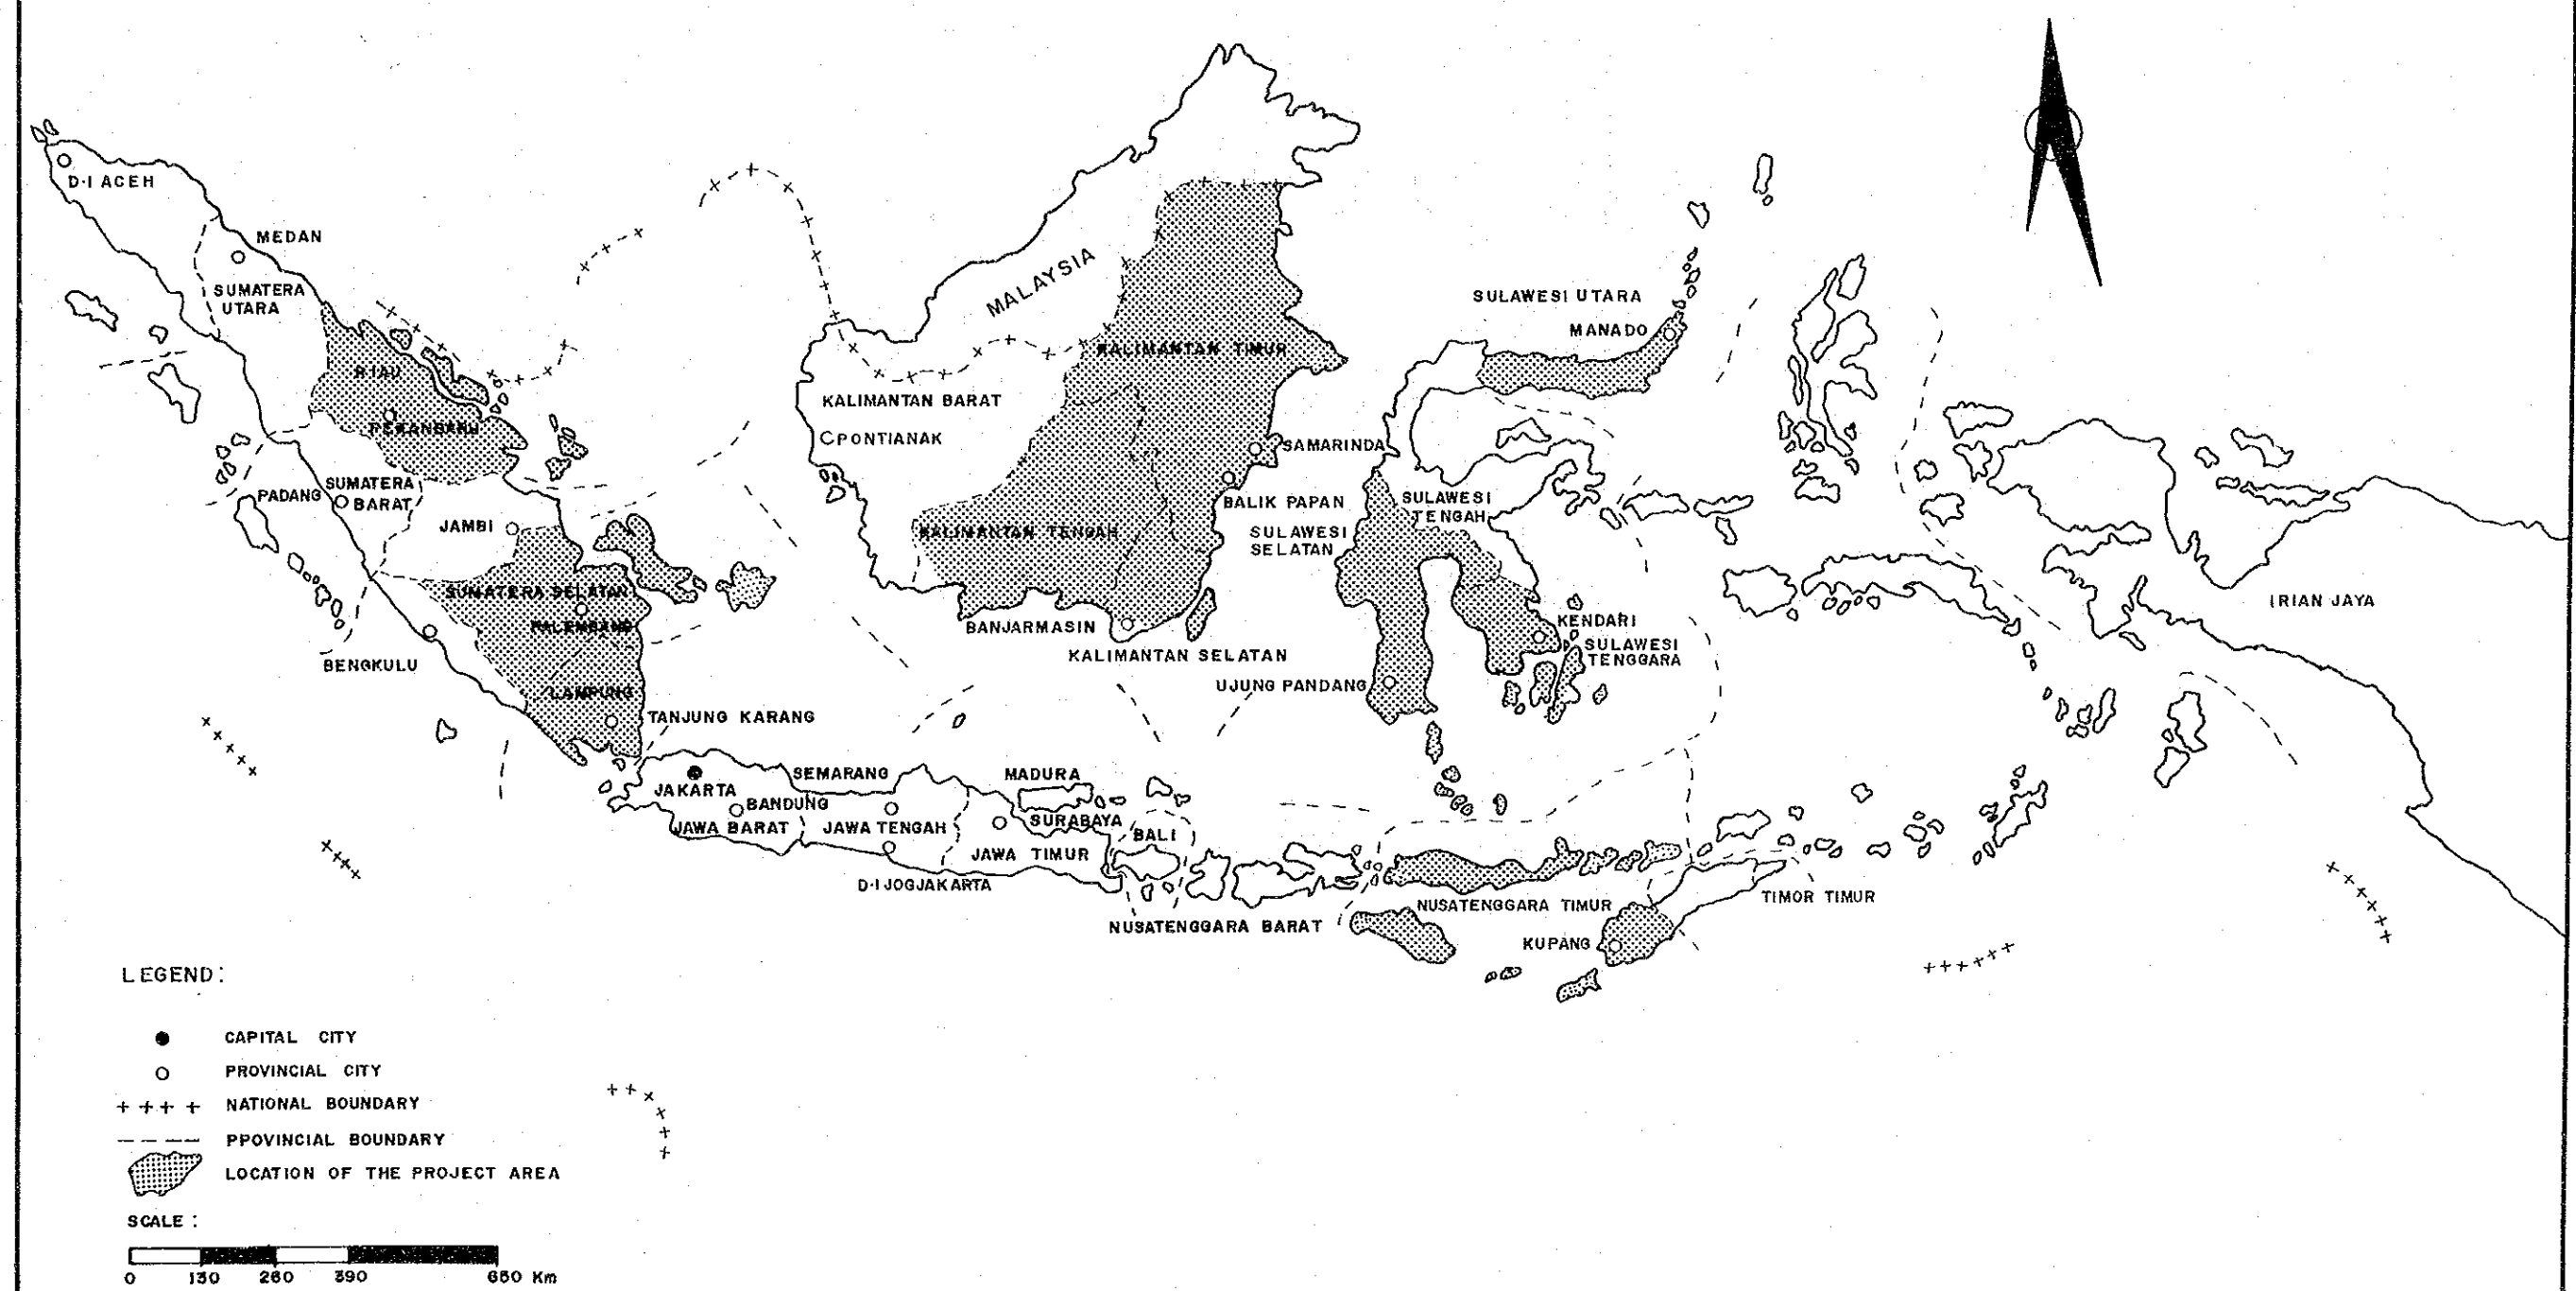 D·I ACEH
MEDAN
SUMATERA
UTARA
RIAU
PEKANBARU
PADANG
SUMATERA
BARAT
JAMBI
SUMATERA SELATAN
PALEMBANG
BENGKULU
LAMPUNG
TANJUNG KARANG
MALAYSIA
KALIMANTAN TIMUR
KALIMANTAN BARAT
PONTIANAK
SAMARINDA
BALIK PAPAN
KALIMANTAN TENGAH
BANJARMASIN
KALIMANTAN SELATAN
SULAWESI UTARA
MANADO
SULAWESI
TENGAH
SULAWESI
SELATAN
KENDARI
SULAWESI
TENGGARA
UJUNG PANDANG
IRIAN JAYA
JAKARTA
BANDUNG
JAWA BARAT
SEMARANG
JAWA TENGAH
D·I JOGJAKARTA
MADURA
SURABAYA
JAWA TIMUR
BALI
NUSATENGGARA BARAT
NUSATENGGARA TIMUR
KUPANG
TIMOR TIMUR
LEGEND:
CAPITAL CITY
PROVINCIAL CITY
NATIONAL BOUNDARY
PPOVINCIAL BOUNDARY
LOCATION OF THE PROJECT AREA
SCALE :
0 130 260 390 650 Km